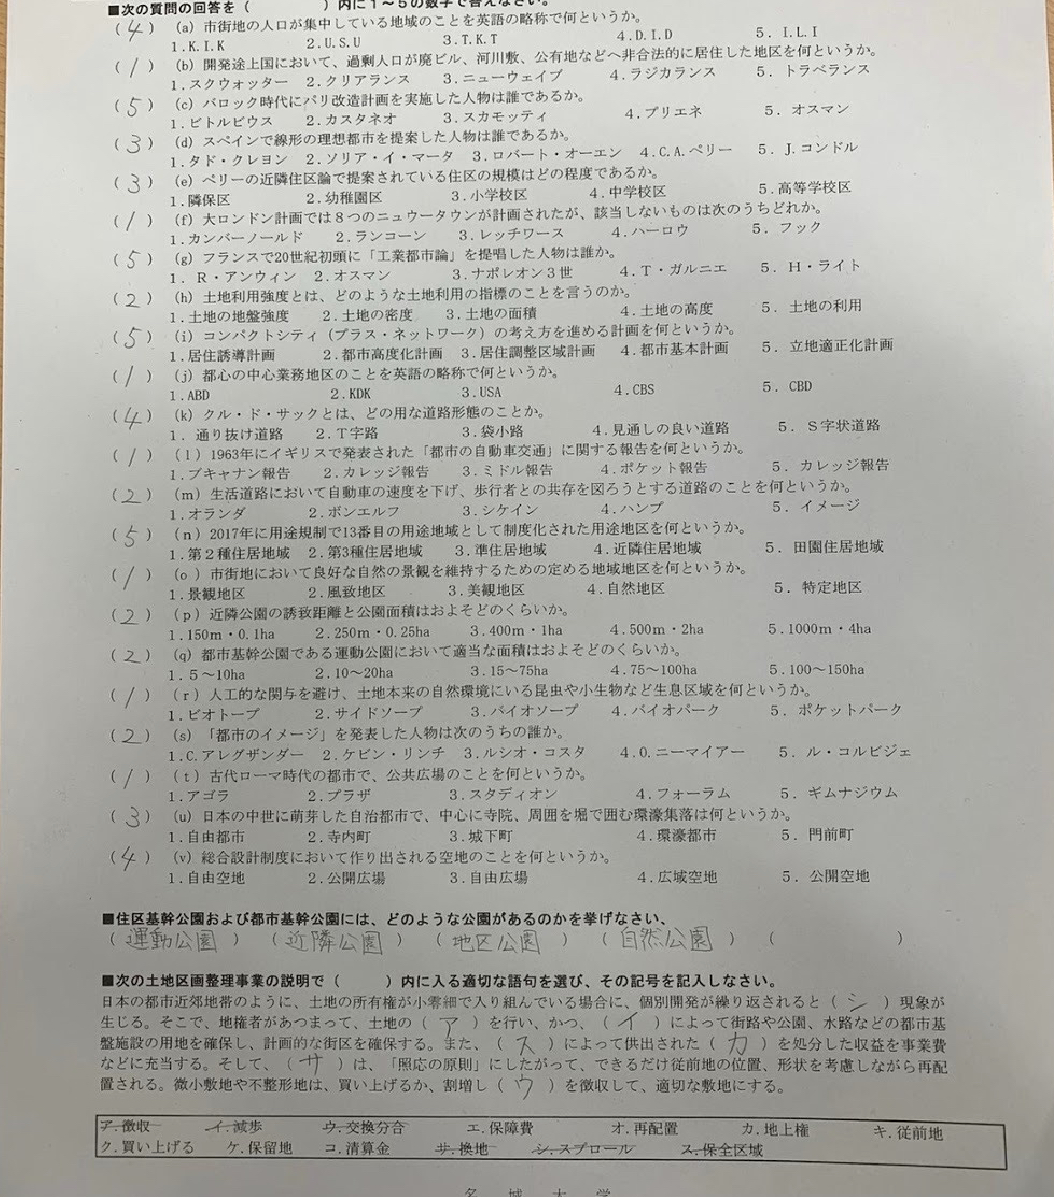 ■次の質問の回答を（　　　）内に１～５の数字で答えなさい。
（4）（a）市街地の人口が集中している地域のことを英語の略称で何というか。
1.K.I.K　2.U.S.U　3.T.K.T　4.D.I.D　5．I.L.I
（1）（b）開発途上国において、過剰人口が廃ビル、河川敷、公有地などへ非合法的に居住した地区を何というか。
1.スクウォッター　2.クリアランス　3.ニューウェイブ　4.ラジカランス　5．トラベランス
（5）（c）バロック時代にパリ改造計画を実施した人物は誰であるか。
1.ビトルビウス　2.カスタネオ　3.スカモッティ　4.プリエネ　5．オスマン
（3）（d）スペインで線形の理想都市を提案した人物は誰であるか。
1.タド・クレヨン　2.ソリア・イ・マータ　3.ロバート・オーエン　4.C.A.ペリー　5．J.コンドル
（3）（e）ペリーの近隣住区論で提案されている住区の規模はどの程度であるか。
1.隣保区　2.幼稚園区　3.小学校区　4.中学校区　5.高等学校区
（1）（f）大ロンドン計画では８つのニュウータウンが計画されたが、該当しないものは次のうちどれか。
1.カンバーノールド　2.ランコーン　3.レッチワース　4.ハーロウ　5．フック
（5）（g）フランスで20世紀初頭に「工業都市論」を提唱した人物は誰か。
1．R・アンウィン　2.オスマン　3.ナポレオン３世　4.T・ガルニエ　5．H・ライト
（2）（h）土地利用強度とは、どのような土地利用の指標のことを言うのか。
1.土地の地盤強度　2.土地の密度　3.土地の面積　4.土地の高度　5．土地の利用
（5）（i）コンパクトシティ（プラス・ネットワーク）の考え方を進める計画を何というか。
1.居住誘導計画　2.都市高度化計画　3.居住調整区域計画　4.都市基本計画　5．立地適正化計画
（1）（j）都心の中心業務地区のことを英語の略称で何というか。
1.ABD　2.KDK　3.USA　4.CBS　5．CBD
（4）（k）クル・ド・サックとは、どの用な道路形態のことか。
1．通り抜け道路　2.T字路　3.袋小路　4.見通しの良い道路　5．S字状道路
（1）（l）1963年にイギリスで発表された「都市の自動車交通」に関する報告を何というか。
1.ブキャナン報告　2.カレッジ報告　3.ミドル報告　4.ポケット報告　5．カレッジ報告
（2）（m）生活道路において自動車の速度を下げ、歩行者との共存を図ろうとする道路のことを何というか。
1.オランダ　2.ボンエルフ　3.シケイン　4.ハンプ　5．イメージ
（5）（n）2017年に用途規制で13番目の用途地域として制度化された用途地区を何というか。
1.第２種住居地域　2.第3種住居地域　3.準住居地域　4.近隣住居地域　5．田園住居地域
（1）（o）市街地において良好な自然の景観を維持するための定める地域地区を何というか。
1.景観地区　2.風致地区　3.美観地区　4.自然地区　5．特定地区
（2）（p）近隣公園の誘致距離と公園面積はおよそどのくらいか。
1.150m・0.1ha　2.250m・0.25ha　3.400m・1ha　4.500m・2ha　5.1000m・4ha
（2）（q）都市基幹公園である運動公園において適当な面積はおよそどのくらいか。
1.5～10ha　2.10～20ha　3.15～75ha　4.75～100ha　5.100～150ha
（1）（r）人工的な関与を避け、土地本来の自然環境にいる昆虫や小生物など生息区域を何というか。
1.ビオトープ　2.サイドソープ　3.バイオソープ　4.バイオパーク　5．ポケットパーク
（2）（s）「都市のイメージ」を発表した人物は次のうちの誰か。
1.C.アレグザンダー　2.ケビン・リンチ　3.ルシオ・コスタ　4.O.ニーマイアー　5．ル・コルビジェ
（1）（t）古代ローマ時代の都市で、公共広場のことを何というか。
1.アゴラ　2.プラザ　3.スタディオン　4.フォーラム　5．ギムナジウム
（3）（u）日本の中世に萌芽した自治都市で、中心に寺院、周囲を堀で囲む環濠集落は何というか。
1.自由都市　2.寺内町　3.城下町　4.環濠都市　5．門前町
（4）（v）総合設計制度において作り出される空地のことを何というか。
1.自由空地　2.公開広場　3.自由広場　4.広域空地　5．公開空地
■住区基幹公園および都市基幹公園には、どのような公園があるのかを挙げなさい、
（運動公園）　（近隣公園）　（地区公園）　（自然公園）　（　　　）
■次の土地区画整理事業の説明で（　　　）内に入る適切な語句を選び、その記号を記入しなさい。
日本の都市近郊地帯のように、土地の所有権が小零細で入り組んでいる場合に、個別開発が繰り返されると（シ）現象が
生じる。そこで、地権者があつまって、土地の（ア）を行い、かつ、（イ）によって街路や公園、水路などの都市基
盤施設の用地を確保し、計画的な街区を確保する。また、（ス）によって供出された（カ）を処分した収益を事業費
などに充当する。そして、（サ）は、「照応の原則」にしたがって、できるだけ従前地の位置、形状を考慮しながら再配
置される。微小敷地や不整形地は、買い上げるか、割増し（ウ）を徴収して、適切な敷地にする。
ア.徴収　イ.減歩　ウ.交換分合　エ.保障費　オ.再配置　カ.地上権　キ.従前地
ク.買い上げる　ケ.保留地　コ.清算金　サ.換地　シ.スプロール　ス.保全区域
名　城　大　学